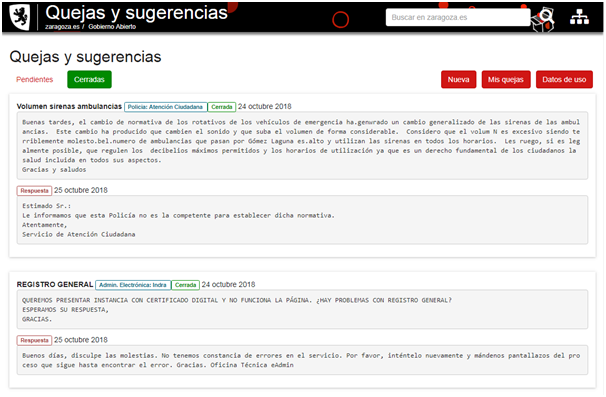 Quejas y sugerencias
zaragoza.es / Gobierno Abierto
Buscar en zaragoza.es
Quejas y sugerencias
Pendientes Cerradas Nueva Mis quejas Datos de uso
Volumen sirenas ambulancias Policía: Atención Ciudadana Cerrada 24 octubre 2018
Buenas tardes, el cambio de normativa de los rotativos de los vehículos de emergencia ha.genwrado un cambio generalizado de las sirenas de las ambul
ancias. Este cambio ha producido que cambien el sonido y que suba el volumen de forma considerable. Considero que el volum N es excesivo siendo te
rriblemente molesto.bel.numero de ambulancias que pasan por Gómez Laguna es.alto y utilizan las sirenas en todos los horarios. Les ruego, si es leg
almente posible, que regulen los decibelios máximos permitidos y los horarios de utilización ya que es un derecho fundamental de los ciudadanos la
salud incluida en todos sus aspectos.
Gracias y saludos
Respuesta 25 octubre 2018
Estimado Sr.:
Le informamos que esta Policía no es la competente para establecer dicha normativa.
Atentamente,
Servicio de Atención Ciudadana
REGISTRO GENERAL Admin. Electrónica: Indra Cerrada 24 octubre 2018
QUEREMOS PRESENTAR INSTANCIA CON CERTIFICADO DIGITAL Y NO FUNCIONA LA PÁGINA. ¿HAY PROBLEMAS CON REGISTRO GENERAL?
ESPERAMOS SU RESPUESTA,
GRACIAS.
Respuesta 25 octubre 2018
Buenos días, disculpe las molestias. No tenemos constancia de errores en el servicio. Por favor, inténtelo nuevamente y mándenos pantallazos del pro
ceso que sigue hasta encontrar el error. Gracias. Oficina Técnica eAdmin